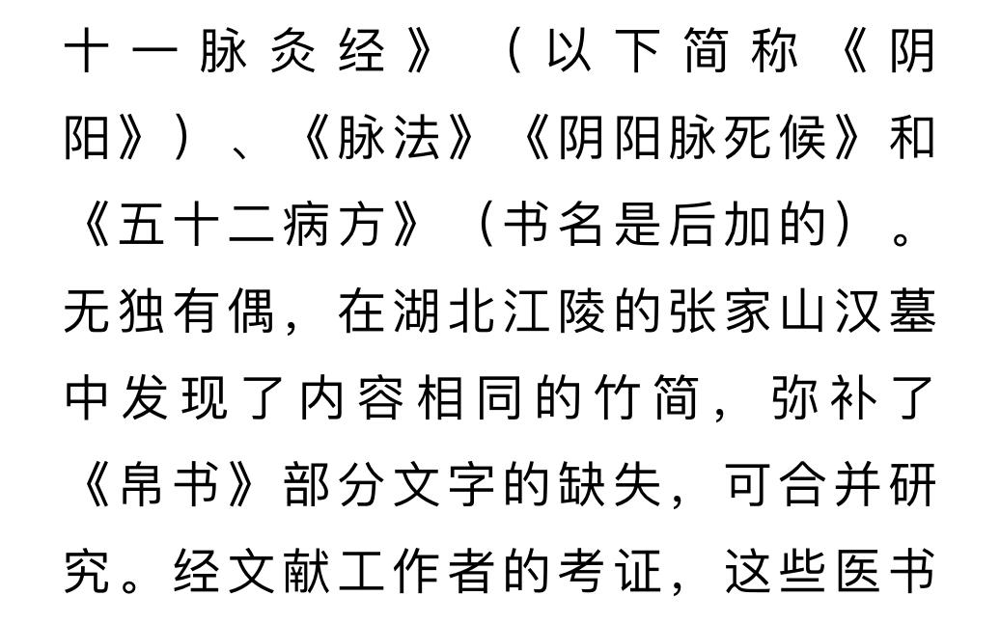 十一脉灸经》（以下简称《阴
阳》）、《脉法》《阴阳脉死候》和
《五十二病方》（书名是后加的）。
无独有偶，在湖北江陵的张家山汉墓
中发现了内容相同的竹简，弥补了
《帛书》部分文字的缺失，可合并研
究。经文献工作者的考证，这些医书